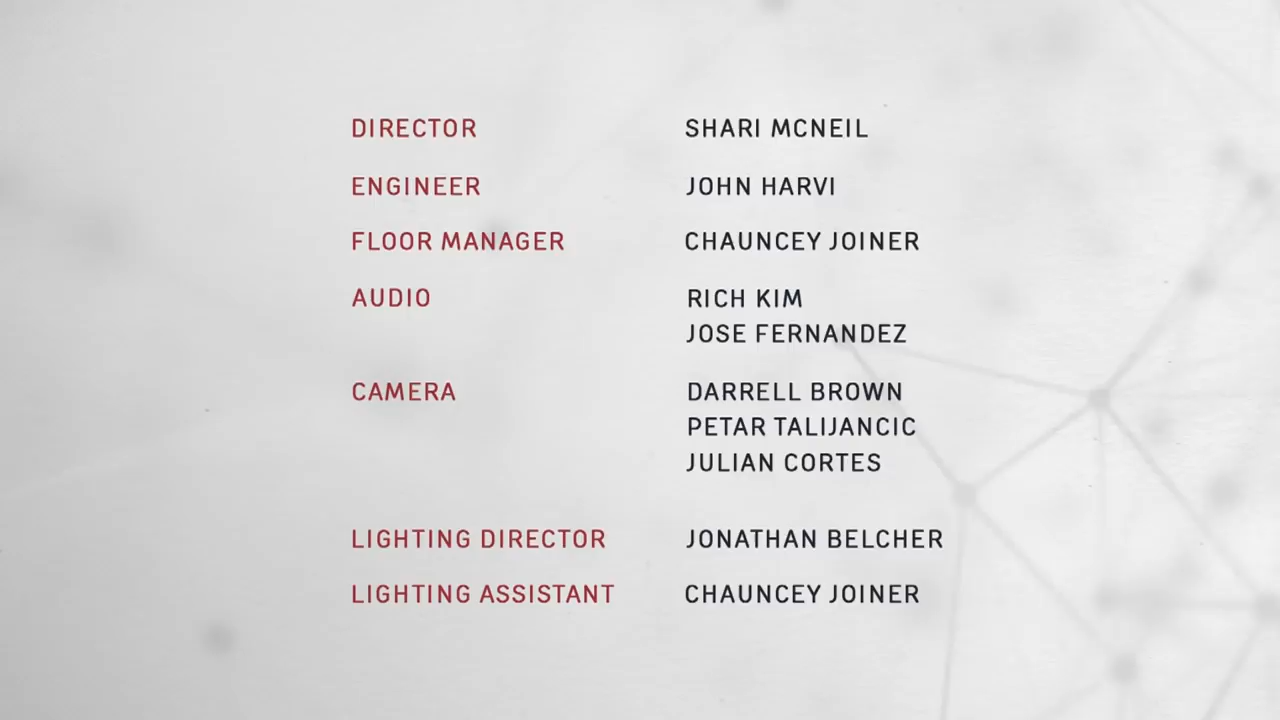 DIRECTOR SHARI MCNEIL
ENGINEER JOHN HARVI
FLOOR MANAGER CHAUNCEY JOINER
AUDIO RICH KIM
JOSE FERNANDEZ
CAMERA DARRELL BROWN
PETAR TALIJANCIC
JULIAN CORTES
LIGHTING DIRECTOR JONATHAN BELCHER
LIGHTING ASSISTANT CHAUNCEY JOINER